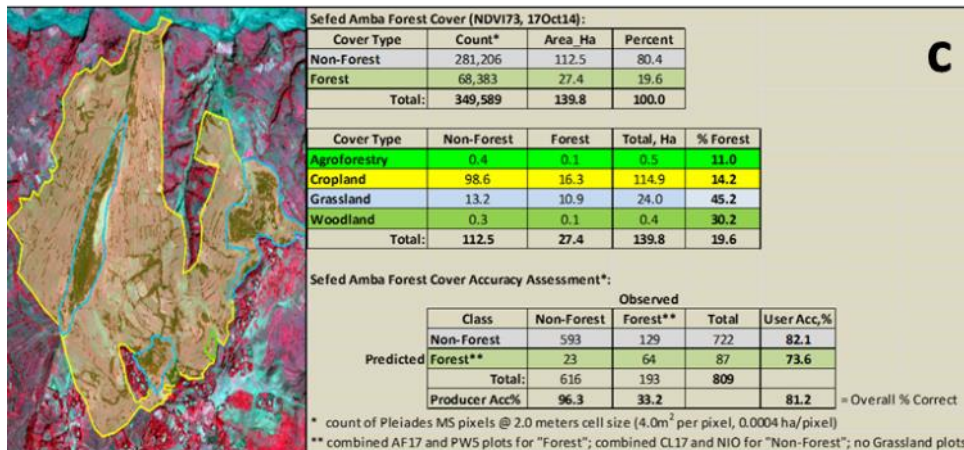 Sefed Amba Forest Cover (NDVI73, 17Oct14):
Cover Type Count* Area_Ha Percent
Non-Forest 281,206 112.5 80.4
Forest 68,383 27.4 19.6
Total: 349,589 139.8 100.0
C
Cover Type Non-Forest Forest Total, Ha % Forest
Agroforestry 0.4 0.1 0.5 11.0
Cropland 98.6 16.3 114.9 14.2
Grassland 13.2 10.9 24.0 45.2
Woodland 0.3 0.1 0.4 30.2
Total: 112.5 27.4 139.8 19.6
Sefed Amba Forest Cover Accuracy Assessment*:
Observed
Class Non-Forest Forest** Total User Acc,%
Non-Forest 593 129 722 82.1
Predicted Forest** 23 64 87 73.6
Total: 616 193 809
Producer Acc% 96.3 33.2 81.2 = Overall % Correct
* count of Pleiades MS pixels @ 2.0 meters cell size (4.0m² per pixel, 0.0004 ha/pixel)
** combined AF17 and PW5 plots for "Forest"; combined CL17 and NIO for "Non-Forest"; no Grassland plots